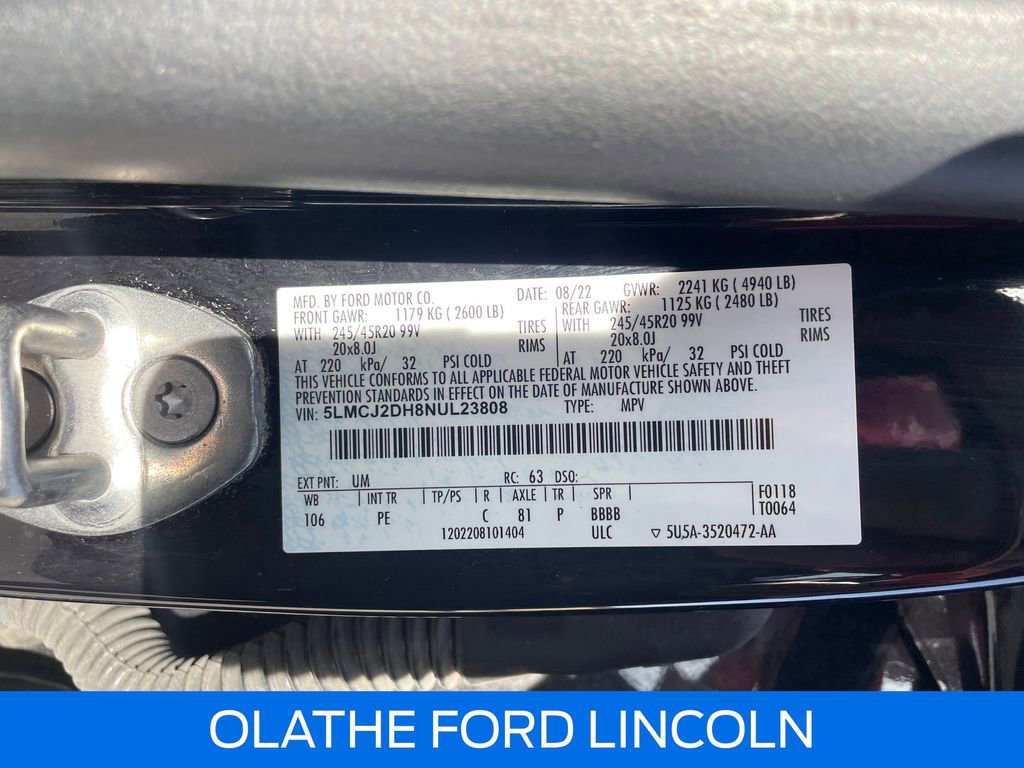 MFD. BY FORD MOTOR CO. DATE: 08/22 GVWR: 2241 KG ( 4940 LB)
FRONT GAWR: 1179 KG ( 2600 LB) REAR GAWR: 1125 KG ( 2480 LB)
WITH 245/45R20 99V TIRES WITH 245/45R20 99V TIRES
20x8.0J RIMS 20x8.0J RIMS
AT 220 kPa/ 32 PSI COLD AT 220 kPa/ 32 PSI COLD
THIS VEHICLE CONFORMS TO ALL APPLICABLE FEDERAL MOTOR VEHICLE SAFETY AND THEFT
PREVENTION STANDARDS IN EFFECT ON THE DATE OF MANUFACTURE SHOWN ABOVE.
VIN: 5LMCJ2DH8NUL23808 TYPE: MPV
EXT PNT: UM RC: 63 DSO:
WB INT TR TP/PS R AXLE TR SPR F0118
106 PE C 81 P BBBB T0064
1202208101404 ULC ▽ 5U5A-3520472-AA
OLATHE FORD LINCOLN